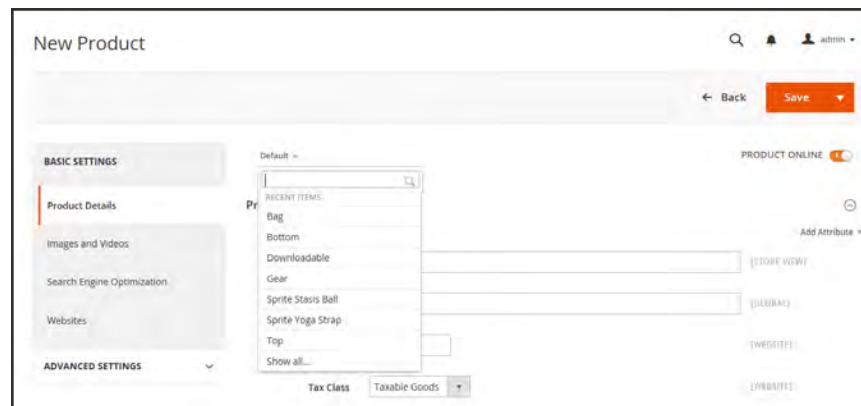 New Product
admin
← Back
Save
BASIC SETTINGS
Default
PRODUCT ONLINE
RECENT ITEMS
Product Details
Pr
Bag
Add Attribute
Images and Videos
Bottom
Downloadable
[STORE VIEW]
Search Engine Optimization
Gear
Sprite Stasis Ball
[GLOBAL]
Websites
Sprite Yoga Strap
Top
[WEBSITE]
ADVANCED SETTINGS
Show all...
Tax Class
Taxable Goods
[WEBSITE]